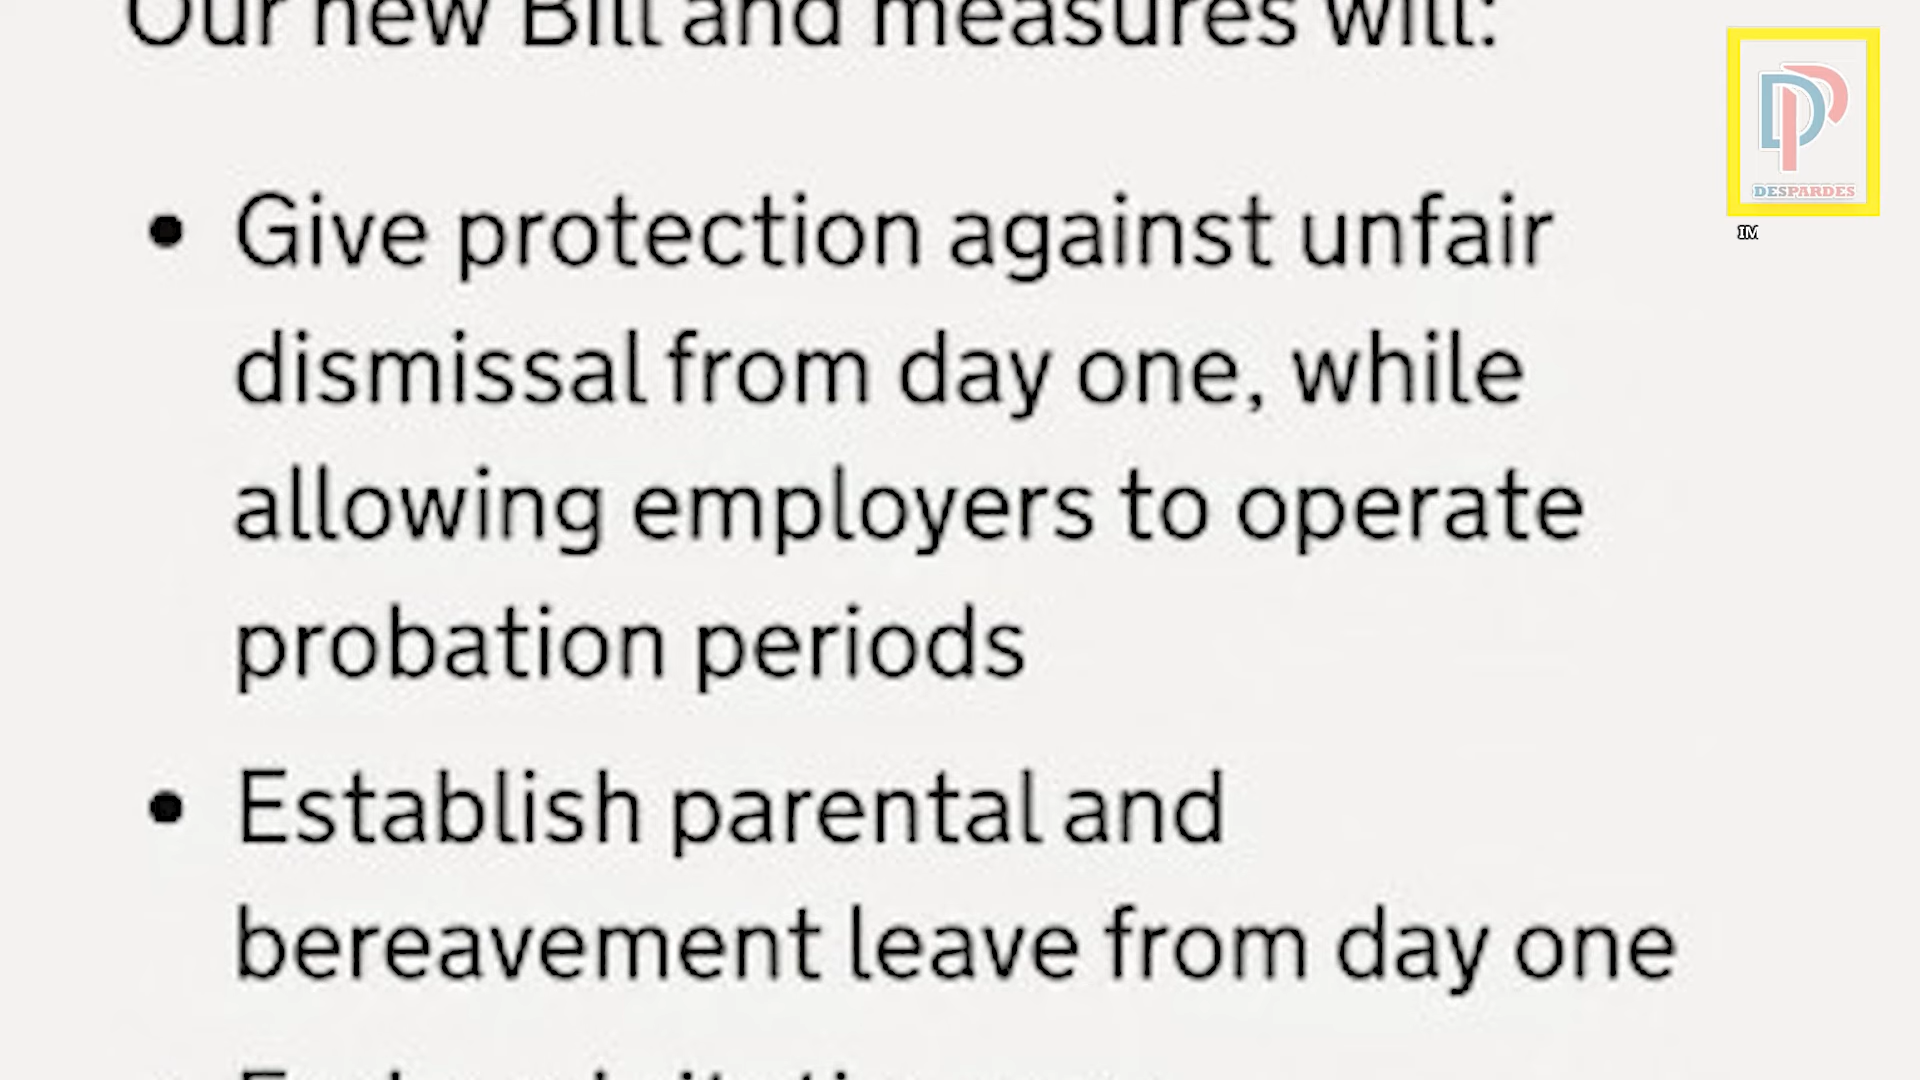 Our new Bill and measures will:
• Give protection against unfair
dismissal from day one, while
allowing employers to operate
probation periods
• Establish parental and
bereavement leave from day one
DP
DESPARDES